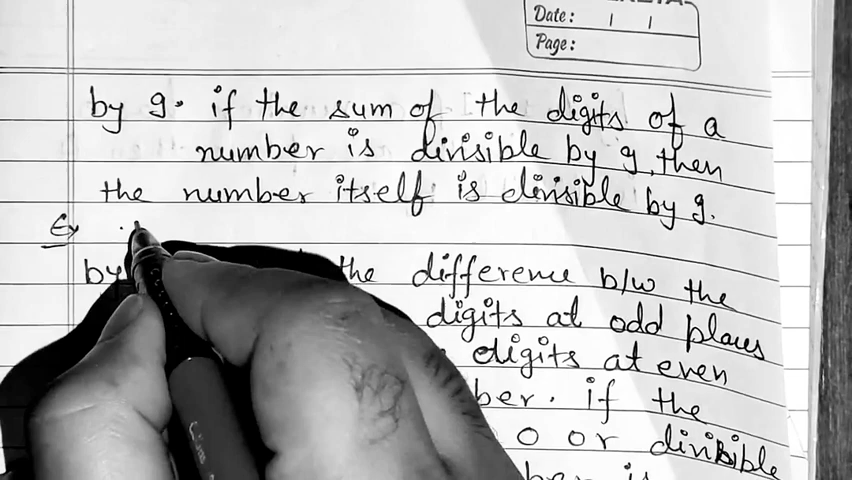 Date: / /
Page:
by 9. if the sum of the digits of a
number is divisible by 9, then
the number itself is divisible by 9.
Ex
by the difference b/w the
digits at odd places
digits at even
ber. if the
0 or divisible
ber is